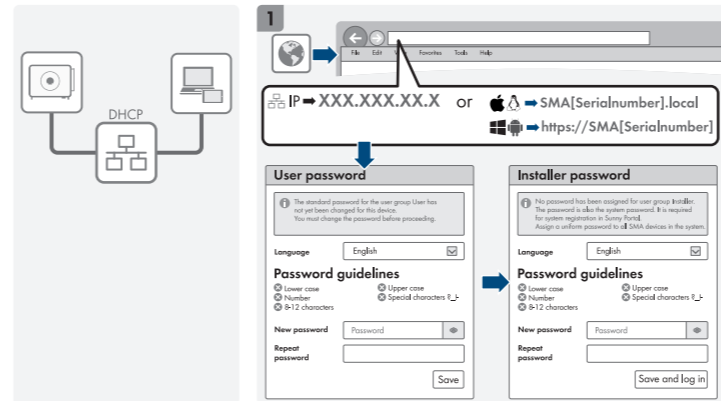 DHCP
1
File Edit View Favorites Tools Help
IP XXX.XXX.XX.X or SMA[Serialnumber].local
https://SMA[Serialnumber]
User password
The standard password for the user group User has
not yet been changed for this device.
You must change the password before proceeding.
Language English
Password guidelines
Lower case Upper case
Number Special characters ?_!-
8-12 characters
New password Password
Repeat
password
Save
Installer password
No password has been assigned for user group Installer.
The password is also the system password. It is required
for system registration in Sunny Portal.
Assign a uniform password to all SMA devices in the system.
Language English
Password guidelines
Lower case Upper case
Number Special characters ?_!-
8-12 characters
New password Password
Repeat
password
Save and log in